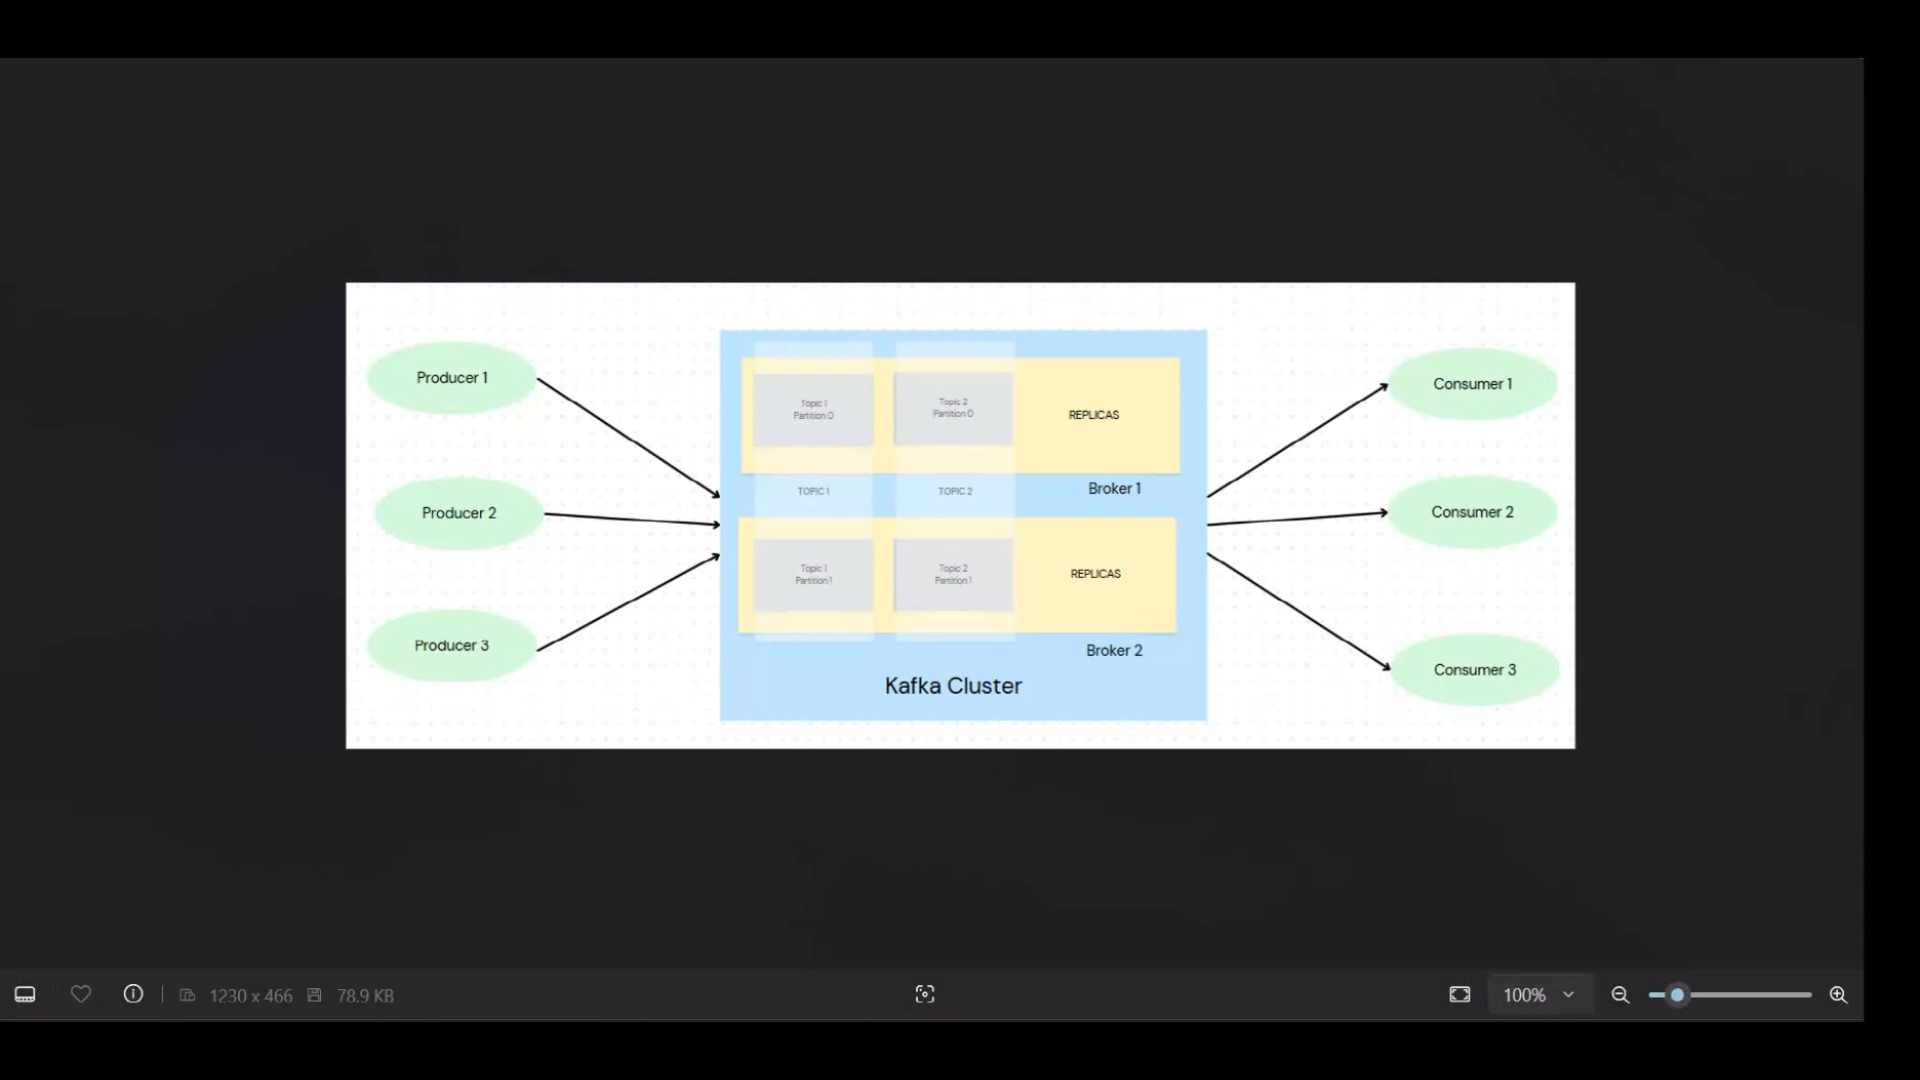 Producer 1
Producer 2
Producer 3
Topic 1
Partition 0
Topic 2
Partition 0
REPLICAS
TOPIC 1
TOPIC 2
Broker 1
Topic 1
Partition 1
Topic 2
Partition 1
REPLICAS
Broker 2
Kafka Cluster
Consumer 1
Consumer 2
Consumer 3
1230 x 466
78.9 KB
100%